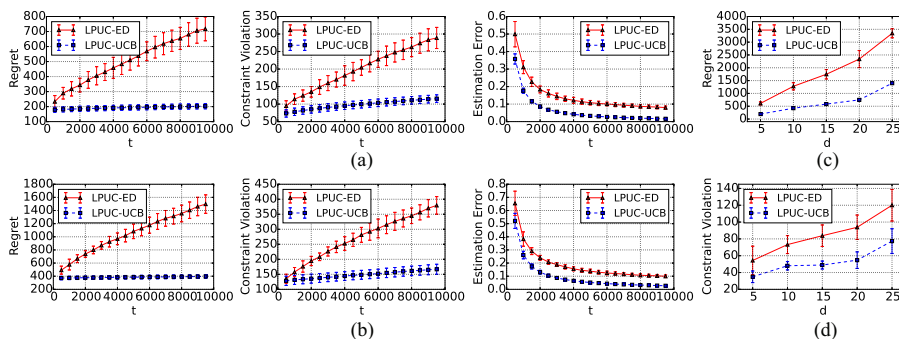 800
700
600
500
400
300
200
100
Regret
LPUC-ED
LPUC-UCB
0 2000 4000 6000 8000 10000
t
350
300
250
200
150
100
50
Constraint Violation
LPUC-ED
LPUC-UCB
0 2000 4000 6000 8000 10000
t
0.6
0.5
0.4
0.3
0.2
0.1
0.0
Estimation Error
LPUC-ED
LPUC-UCB
0 2000 4000 6000 8000 10000
t
(a)
4000
3500
3000
2500
2000
1500
1000
500
0
Regret
LPUC-ED
LPUC-UCB
5 10 15 20 25
d
(c)
1800
1600
1400
1200
1000
800
600
400
200
Regret
LPUC-ED
LPUC-UCB
0 2000 4000 6000 8000 10000
t
450
400
350
300
250
200
150
100
Constraint Violation
LPUC-ED
LPUC-UCB
0 2000 4000 6000 8000 10000
t
0.8
0.7
0.6
0.5
0.4
0.3
0.2
0.1
0.0
Estimation Error
LPUC-ED
LPUC-UCB
0 2000 4000 6000 8000 10000
t
(b)
140
120
100
80
60
40
20
Constraint Violation
LPUC-ED
LPUC-UCB
5 10 15 20 25
d
(d)